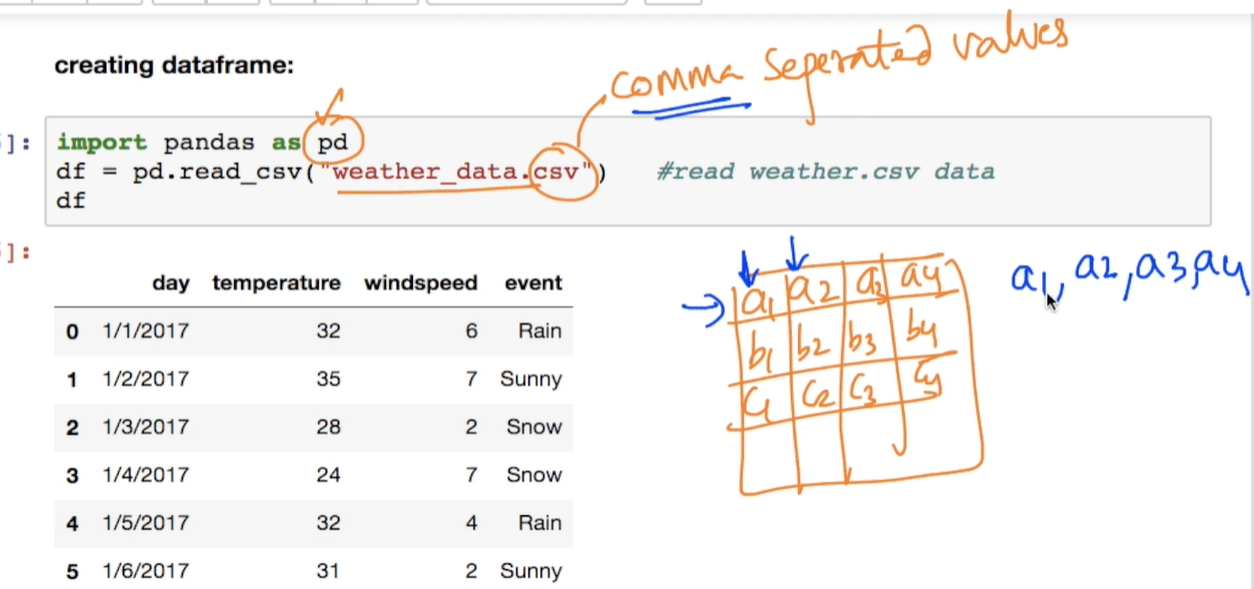 creating dataframe:
comma seperated values
]: import pandas as pd
df = pd.read_csv("weather_data.csv") #read weather.csv data
df
]:
day temperature windspeed event
0 1/1/2017 32 6 Rain
1 1/2/2017 35 7 Sunny
2 1/3/2017 28 2 Snow
3 1/4/2017 24 7 Snow
4 1/5/2017 32 4 Rain
5 1/6/2017 31 2 Sunny
a1 a2 a3 a4
b1 b2 b3 b4
c1 c2 c3 c4
a1, a2, a3, a4